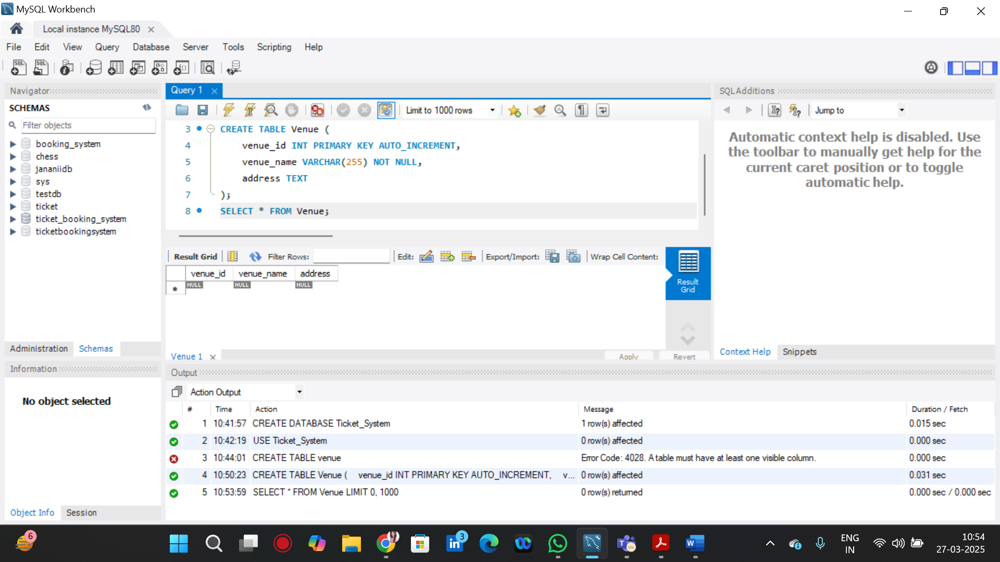 MySQL Workbench
Local instance MySQL80
File Edit View Query Database Server Tools Scripting Help
Navigator
SCHEMAS
Filter objects
booking_system
chess
jananiidb
sys
testdb
ticket
ticket_booking_system
ticketbookingsystem
Administration Schemas
Information
No object selected
Object Info Session
Query 1
Limit to 1000 rows
3 CREATE TABLE Venue (
4 venue_id INT PRIMARY KEY AUTO_INCREMENT,
5 venue_name VARCHAR(255) NOT NULL,
6 address TEXT
7 );
8 SELECT * FROM Venue;
Result Grid Filter Rows: Edit: Export/Import: Wrap Cell Content:
venue_id venue_name address
NULL NULL NULL
Result
Grid
Venue 1 Apply Revert
SQLAdditions
Jump to
Automatic context help is disabled. Use
the toolbar to manually get help for the
current caret position or to toggle
automatic help.
Context Help Snippets
Output
Action Output
# Time Action Message Duration / Fetch
1 10:41:57 CREATE DATABASE Ticket_System 1 row(s) affected 0.015 sec
2 10:42:19 USE Ticket_System 0 row(s) affected 0.000 sec
3 10:44:01 CREATE TABLE venue Error Code: 4028. A table must have at least one visible column. 0.000 sec
4 10:50:23 CREATE TABLE Venue ( venue_id INT PRIMARY KEY AUTO_INCREMENT, v... 0 row(s) affected 0.031 sec
5 10:53:59 SELECT * FROM Venue LIMIT 0, 1000 0 row(s) returned 0.000 sec / 0.000 sec
6
3
ENG
IN
10:54
27-03-2025